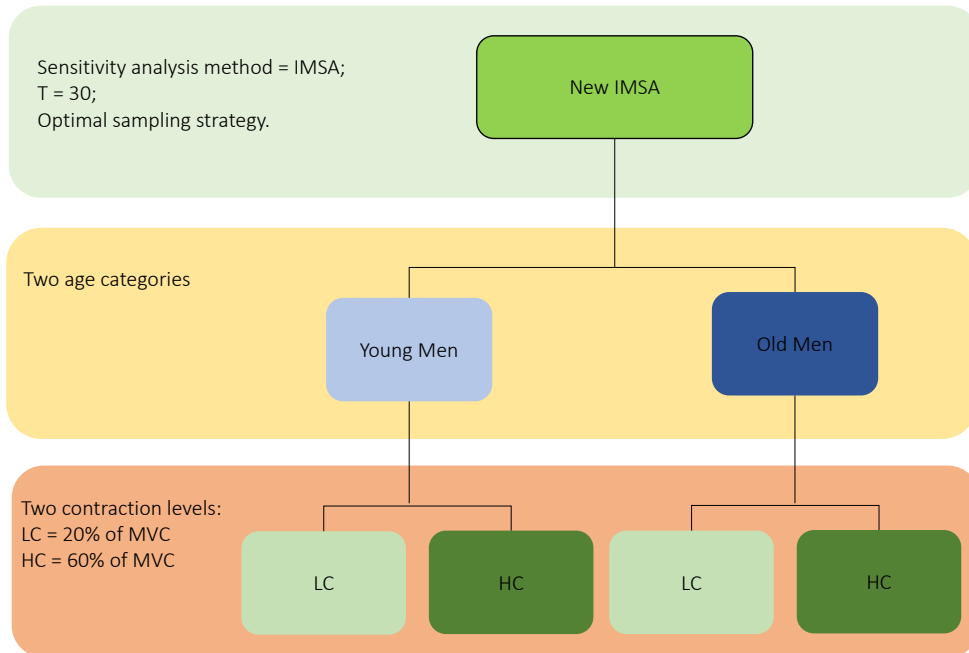 Sensitivity analysis method = IMSA;
T = 30;
Optimal sampling strategy.
New IMSA
Two age categories
Young Men
Old Men
Two contraction levels:
LC = 20% of MVC
HC = 60% of MVC
LC
HC
LC
HC